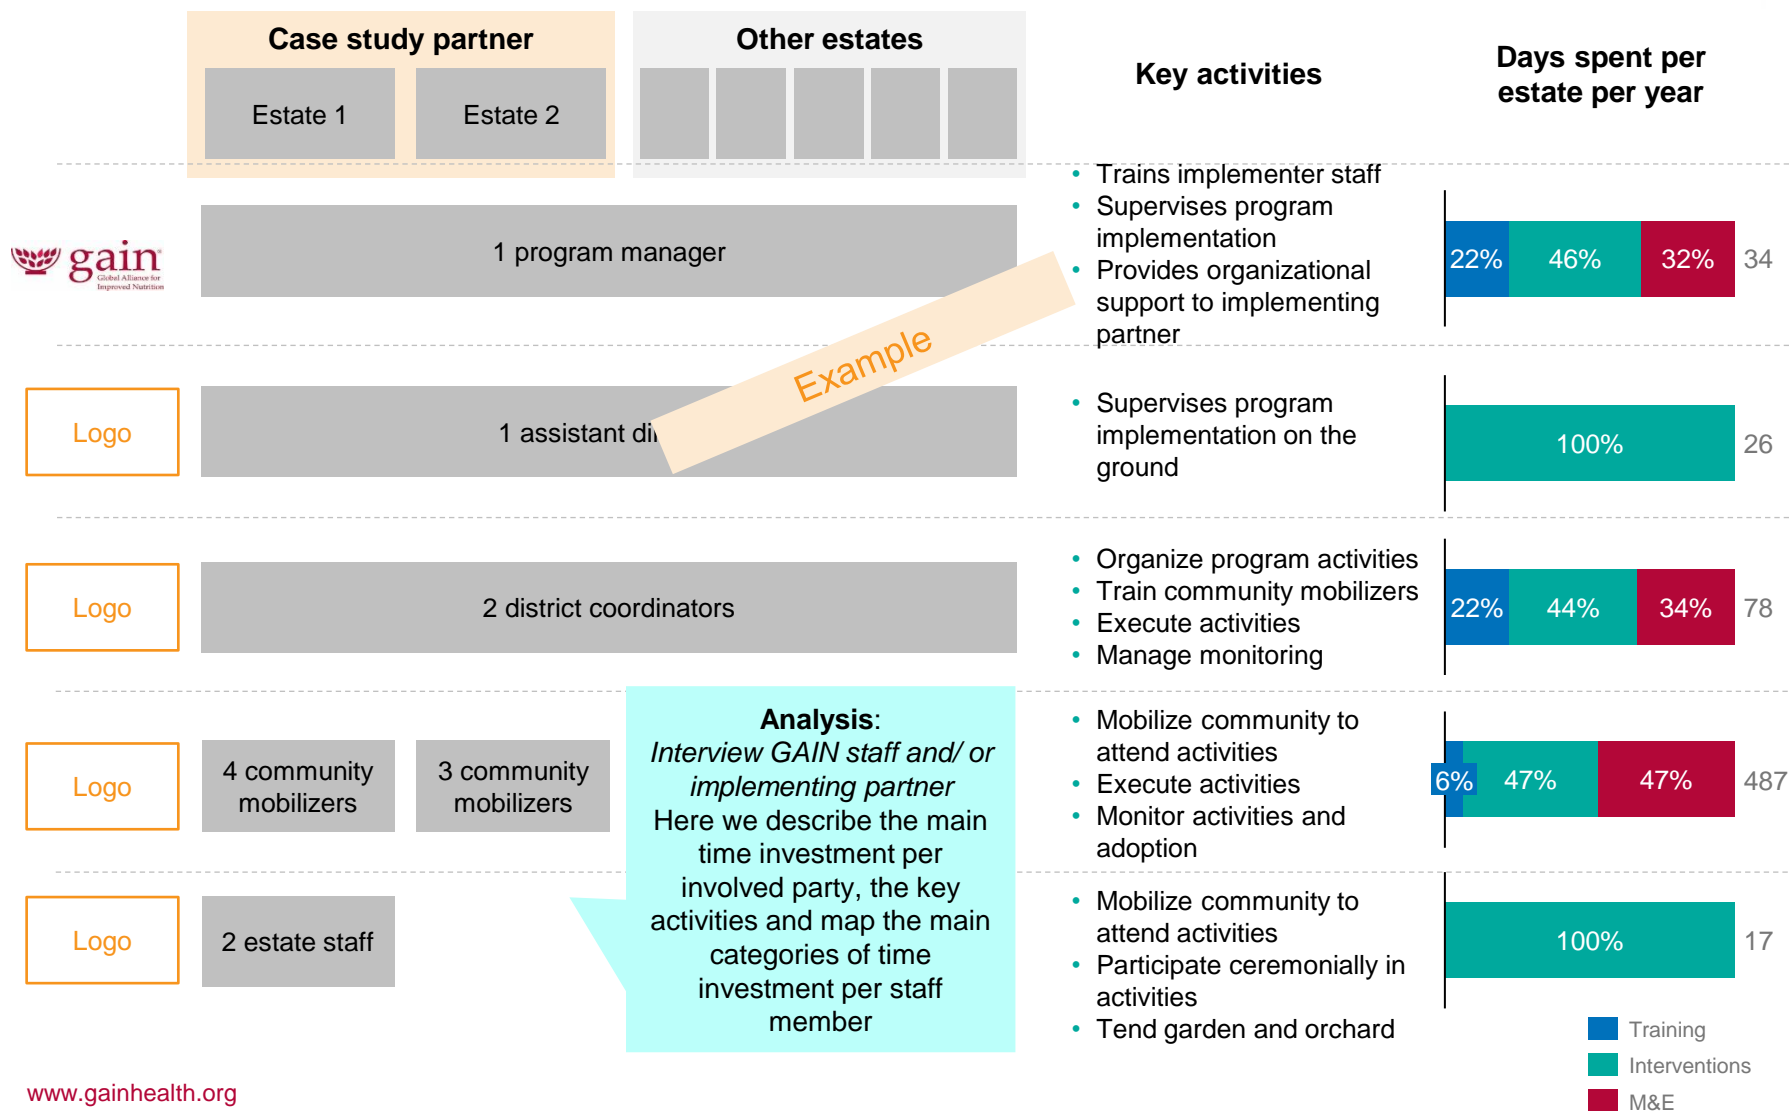 Case study partner
Other estates
Key activities
Days spent per
estate per year
Estate 1
Estate 2
gain
Global Alliance for
Improved Nutrition
1 program manager
• Trains implementer staff
• Supervises program
implementation
• Provides organizational
support to implementing
partner
22% 46% 32% 34
Example
Logo
1 assistant
• Supervises program
implementation on the
ground
100% 26
Logo
2 district coordinators
• Organize program activities
• Train community mobilizers
• Execute activities
• Manage monitoring
22% 44% 34% 78
Logo
4 community
mobilizers
3 community
mobilizers
Analysis:
Interview GAIN staff and/ or
implementing partner
Here we describe the main
time investment per
involved party, the key
activities and map the main
categories of time
investment per staff
member
• Mobilize community to
attend activities
• Execute activities
• Monitor activities and
adoption
6% 47% 47% 487
Logo
2 estate staff
• Mobilize community to
attend activities
• Participate ceremonially in
activities
• Tend garden and orchard
100% 17
Training
Interventions
M&E
www.gainhealth.org